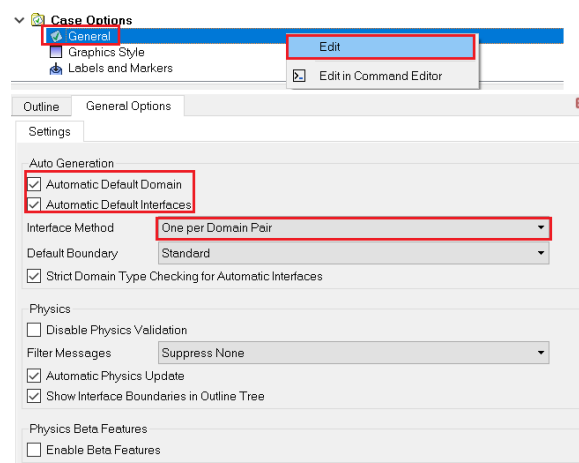 Case Options
General
Edit
Graphics Style
Labels and Markers
Edit in Command Editor
Outline
General Options
Settings
Auto Generation
Automatic Default Domain
Automatic Default Interfaces
Interface Method One per Domain Pair
Default Boundary Standard
Strict Domain Type Checking for Automatic Interfaces
Physics
Disable Physics Validation
Filter Messages Suppress None
Automatic Physics Update
Show Interface Boundaries in Outline Tree
Physics Beta Features
Enable Beta Features